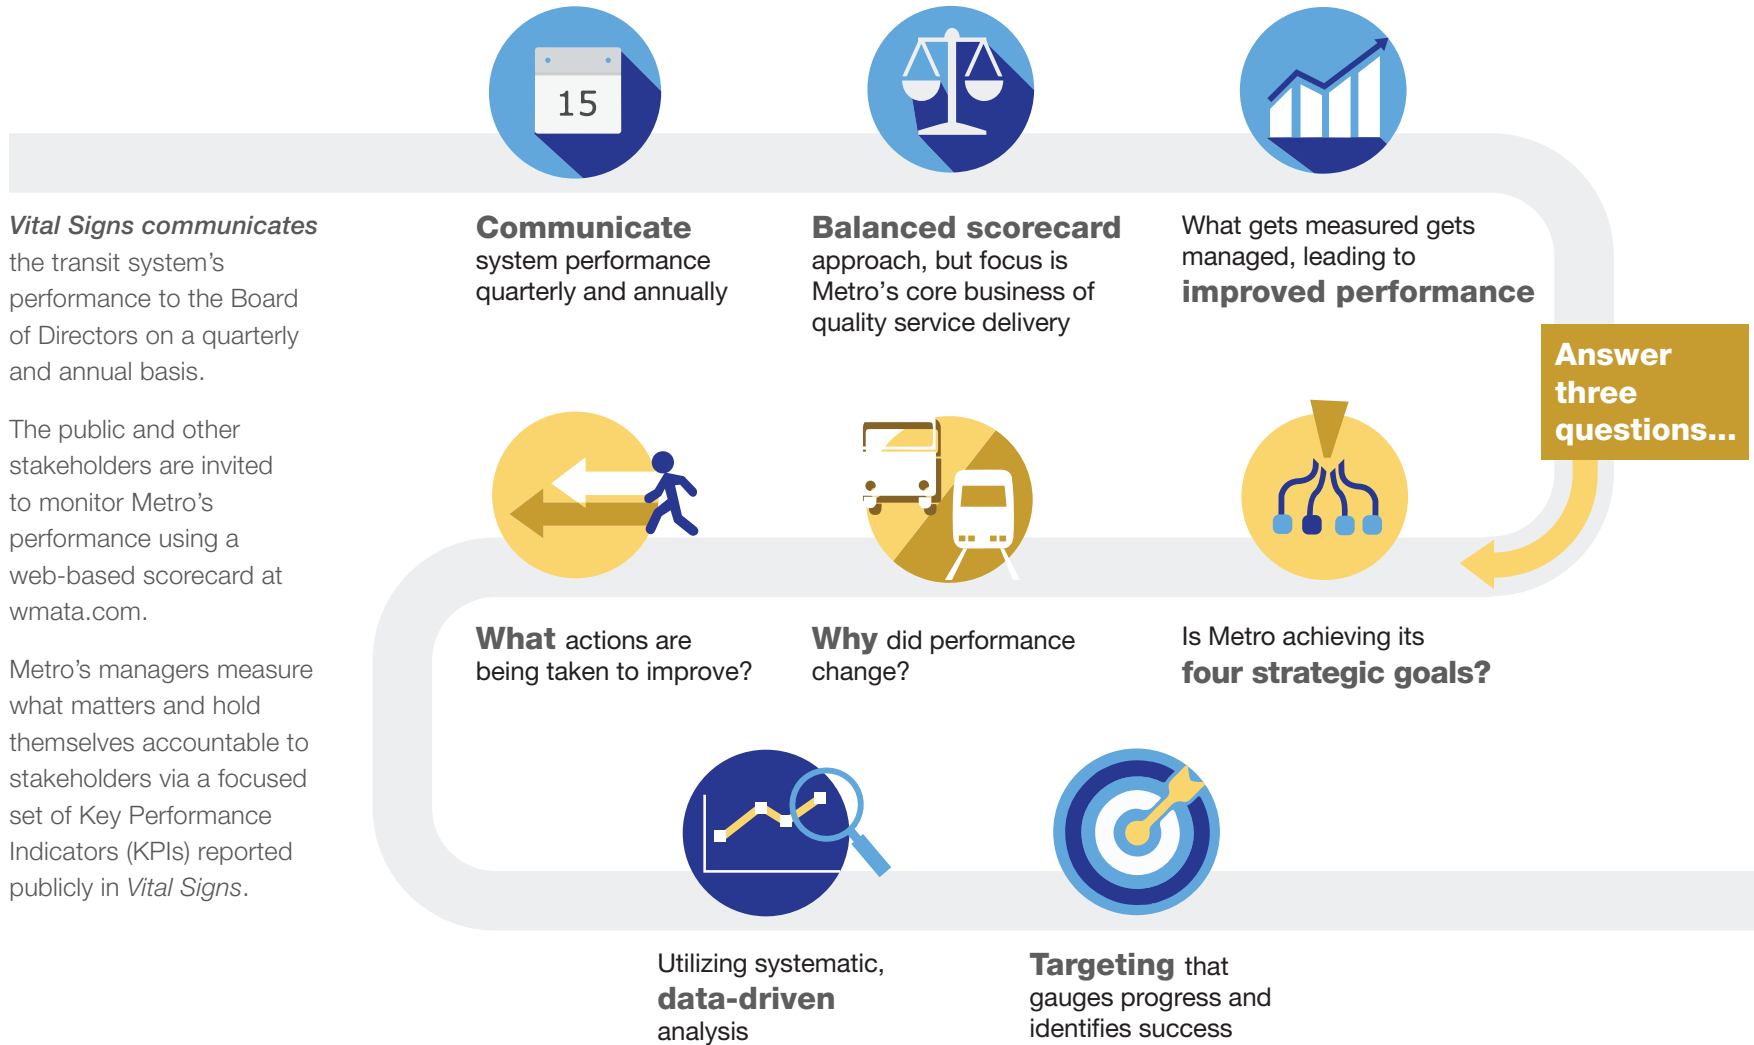 Vital Signs communicates
the transit system’s
performance to the Board
of Directors on a quarterly
and annual basis.
The public and other
stakeholders are invited
to monitor Metro’s
performance using a
web-based scorecard at
wmata.com.
Metro’s managers measure
what matters and hold
themselves accountable to
stakeholders via a focused
set of Key Performance
Indicators (KPIs) reported
publicly in Vital Signs.
15
Communicate
system performance
quarterly and annually
Balanced scorecard
approach, but focus is
Metro’s core business of
quality service delivery
What gets measured gets
managed, leading to
improved performance
Answer
three
questions...
Is Metro achieving its
four strategic goals?
Why did performance
change?
What actions are
being taken to improve?
Utilizing systematic,
data-driven
analysis
Targeting that
gauges progress and
identifies success